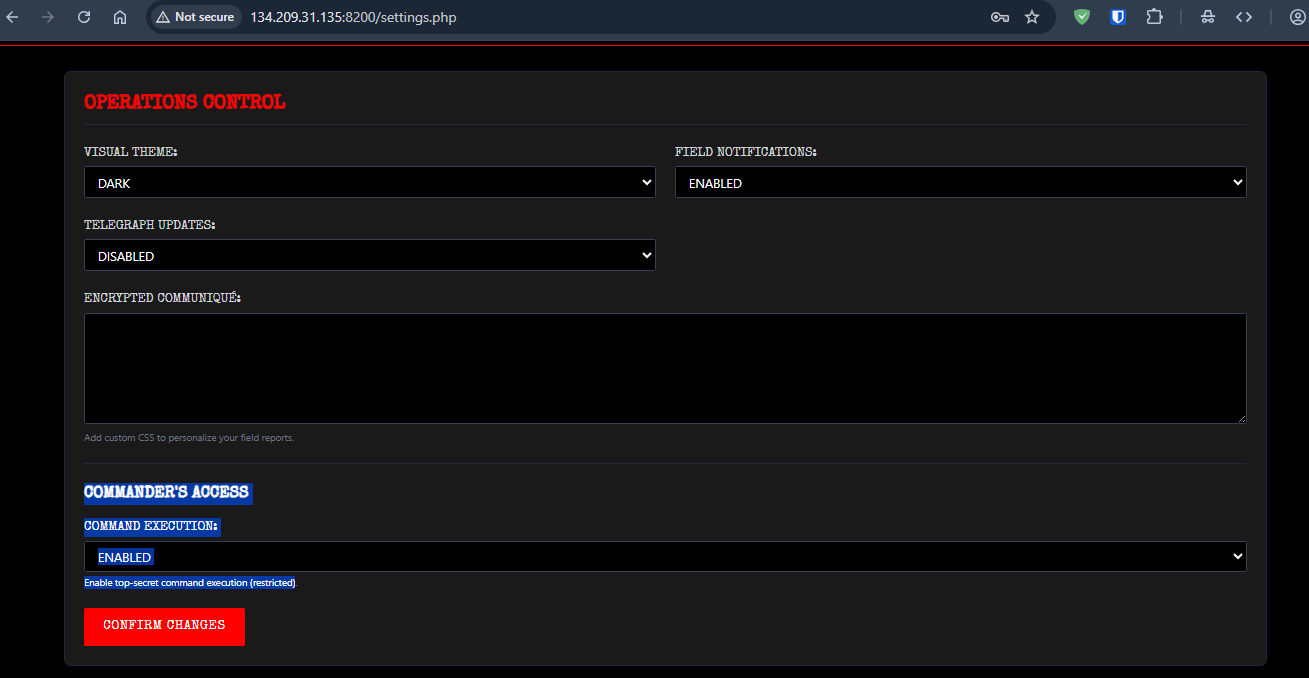 Not secure 134.209.31.135:8200/settings.php
OPERATIONS CONTROL
VISUAL THEME: FIELD NOTIFICATIONS:
DARK ENABLED
TELEGRAPH UPDATES:
DISABLED
ENCRYPTED COMMUNIQUÉ:
Add custom CSS to personalize your field reports.
COMMANDER'S ACCESS
COMMAND EXECUTION:
ENABLED
Enable top-secret command execution (restricted).
CONFIRM CHANGES